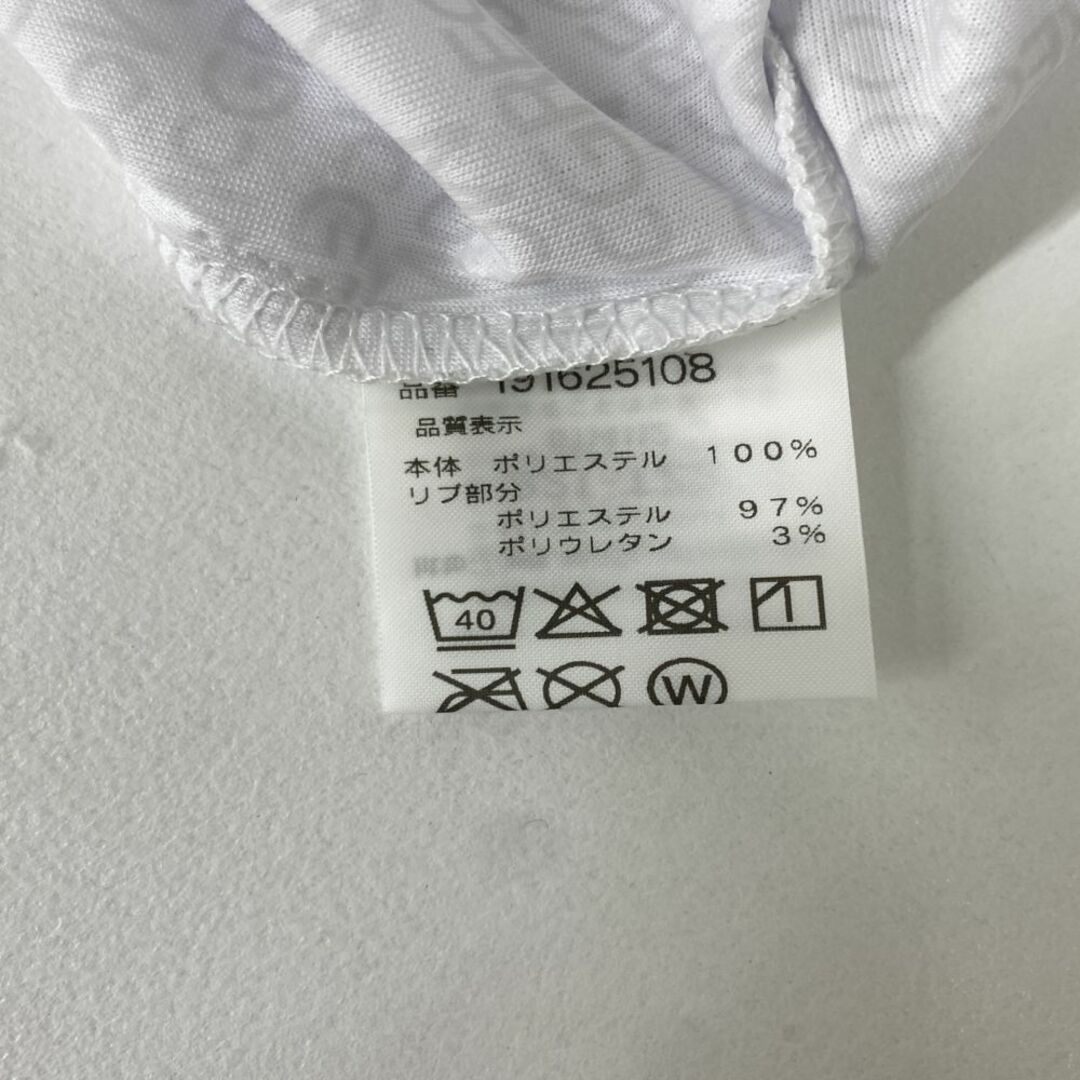 品番 191625108
品質表示
本体 ポリエステル 100%
リブ部分
ポリエステル 97%
ポリウレタン 3%
40
W